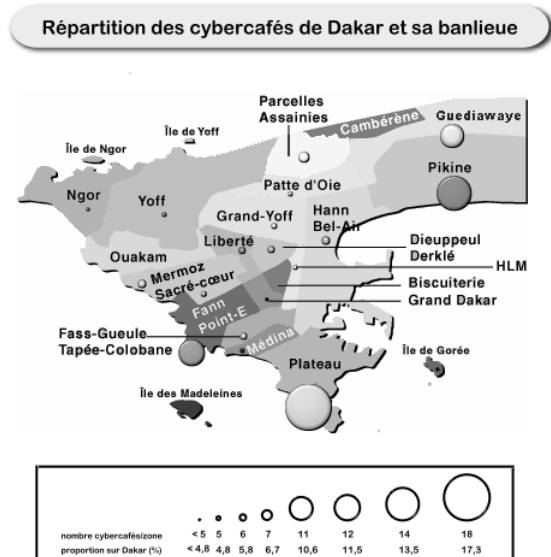 Répartition des cybercafés de Dakar et sa banlieue
Parcelles
Assainies
Cambérène
Guediawaye
Île de Yoff
Île de Ngor
Pikine
Ngor
Yoff
Patte d'Oie
Grand-Yoff
Hann
Bel-Air
Liberté
Dieuppeul
Derklé
Ouakam
HLM
Mermoz
Sacré-cœur
Biscuiterie
Grand Dakar
Fann
Point-E
Fass-Gueule
Tapée-Colobane
Médina
Plateau
Île de Gorée
Île des Madeleines
nombre cybercafés/zone < 5 5 6 7 11 12 14 18
proportion sur Dakar (%) < 4,8 4,8 5,8 6,7 10,6 11,5 13,5 17,3